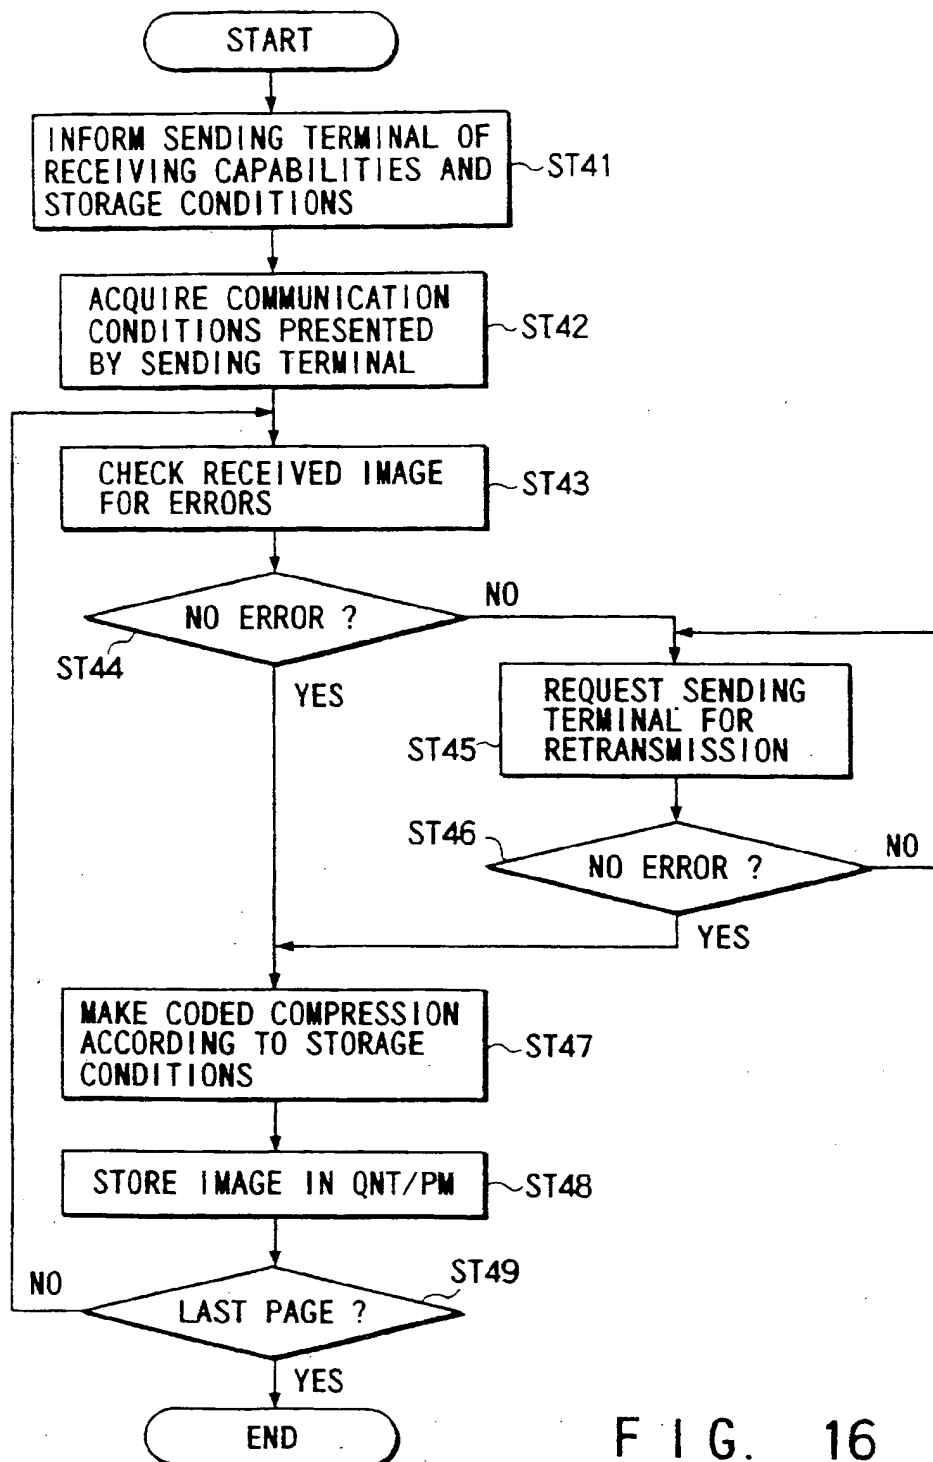 START
INFORM SENDING TERMINAL OF
RECEIVING CAPABILITIES AND
STORAGE CONDITIONS
ST41
ACQUIRE COMMUNICATION
CONDITIONS PRESENTED
BY SENDING TERMINAL
ST42
CHECK RECEIVED IMAGE
FOR ERRORS
ST43
NO ERROR ?
NO
ST44
YES
REQUEST SENDING
TERMINAL FOR
RETRANSMISSION
ST45
ST46
NO ERROR ?
NO
YES
MAKE CODED COMPRESSION
ACCORDING TO STORAGE
CONDITIONS
ST47
STORE IMAGE IN QNT/PM
ST48
ST49
NO
LAST PAGE ?
YES
END
FIG. 16